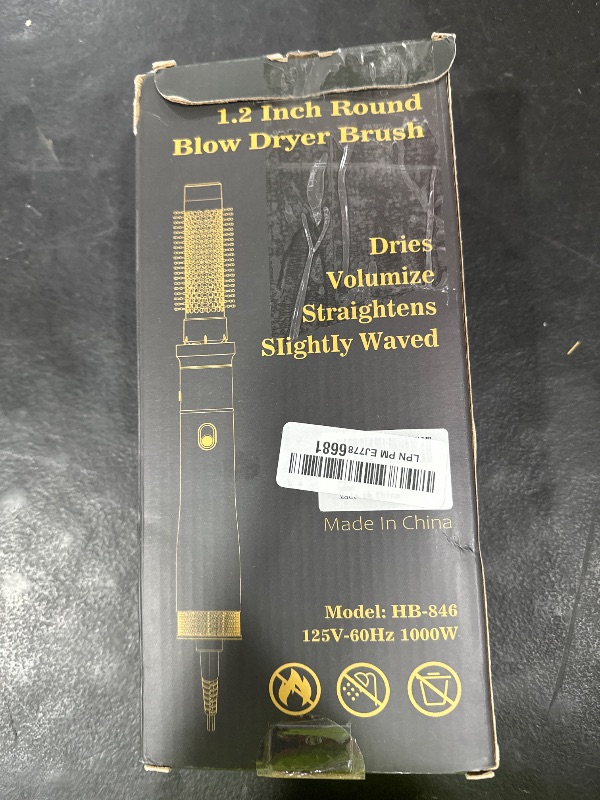 1.2 Inch Round
Blow Dryer Brush
Dries
Volumize
Straightens
SlightIy Waved
LPN PM EJ7786681
Made In China
Model: HB-846
125V-60Hz 1000W